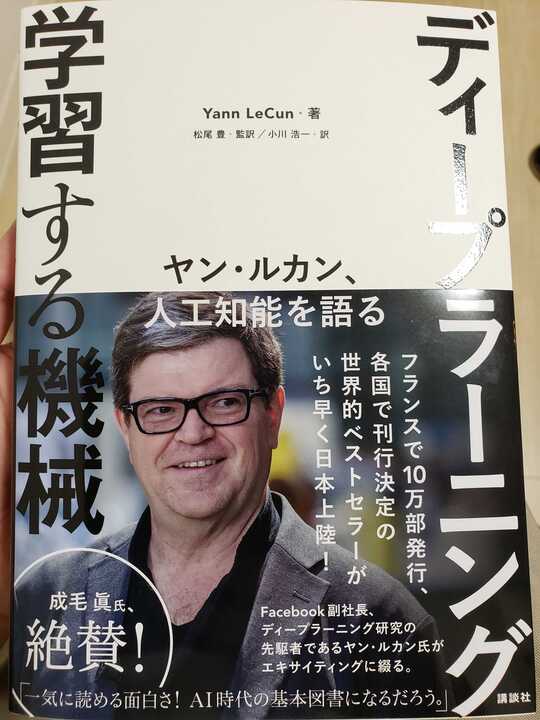 ディープラーニング
学習する機械
Yann LeCun・著
松尾 豊・監訳／小川 浩一・訳
ヤン・ルカン、
人工知能を語る
フランスで10万部発行、
各国で刊行決定の
世界的ベストセラーが
いち早く日本上陸！
成毛 眞氏、
絶賛！
Facebook副社長、
ディープラーニング研究の
先駆者であるヤン・ルカン氏が
エキサイティングに綴る。
「一気に読める面白さ！AI時代の基本図書になるだろう。」
講談社